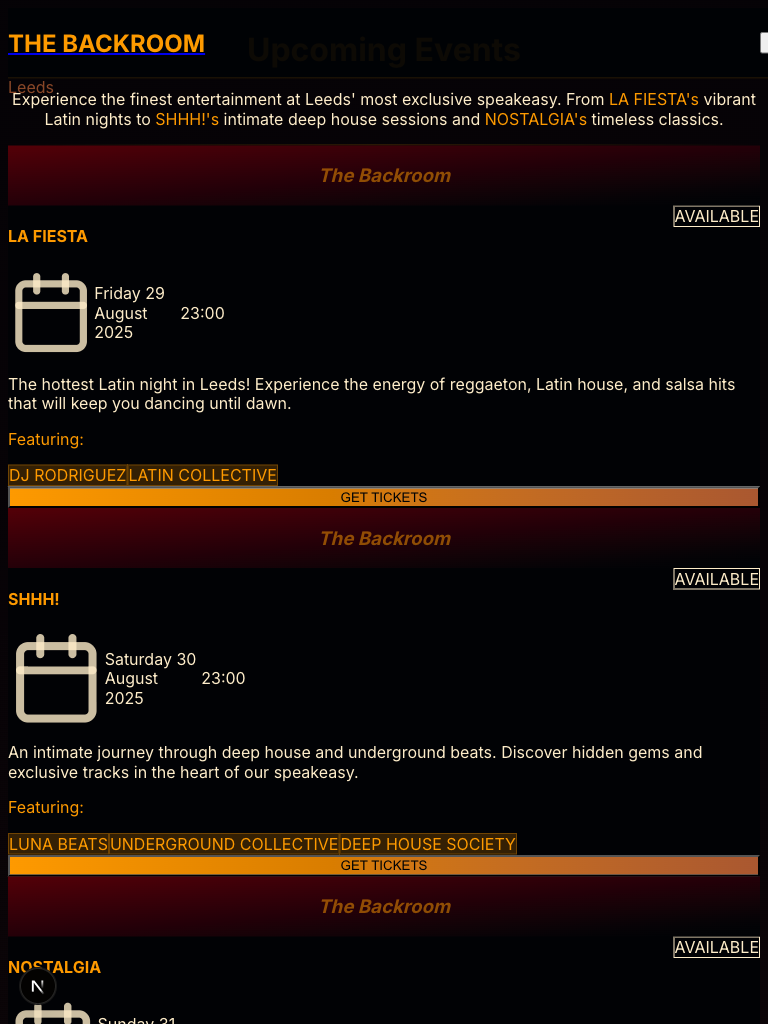 THE BACKROOM
Upcoming Events
Leeds
Experience the finest entertainment at Leeds' most exclusive speakeasy. From LA FIESTA's vibrant
Latin nights to SHHH!'s intimate deep house sessions and NOSTALGIA's timeless classics.
The Backroom
AVAILABLE
LA FIESTA
Friday 29
August
2025
23:00
The hottest Latin night in Leeds! Experience the energy of reggaeton, Latin house, and salsa hits
that will keep you dancing until dawn.
Featuring:
DJ RODRIGUEZ LATIN COLLECTIVE
GET TICKETS
The Backroom
AVAILABLE
SHHH!
Saturday 30
August
2025
23:00
An intimate journey through deep house and underground beats. Discover hidden gems and
exclusive tracks in the heart of our speakeasy.
Featuring:
LUNA BEATS UNDERGROUND COLLECTIVE DEEP HOUSE SOCIETY
GET TICKETS
The Backroom
AVAILABLE
NOSTALGIA
N
Sunday 31